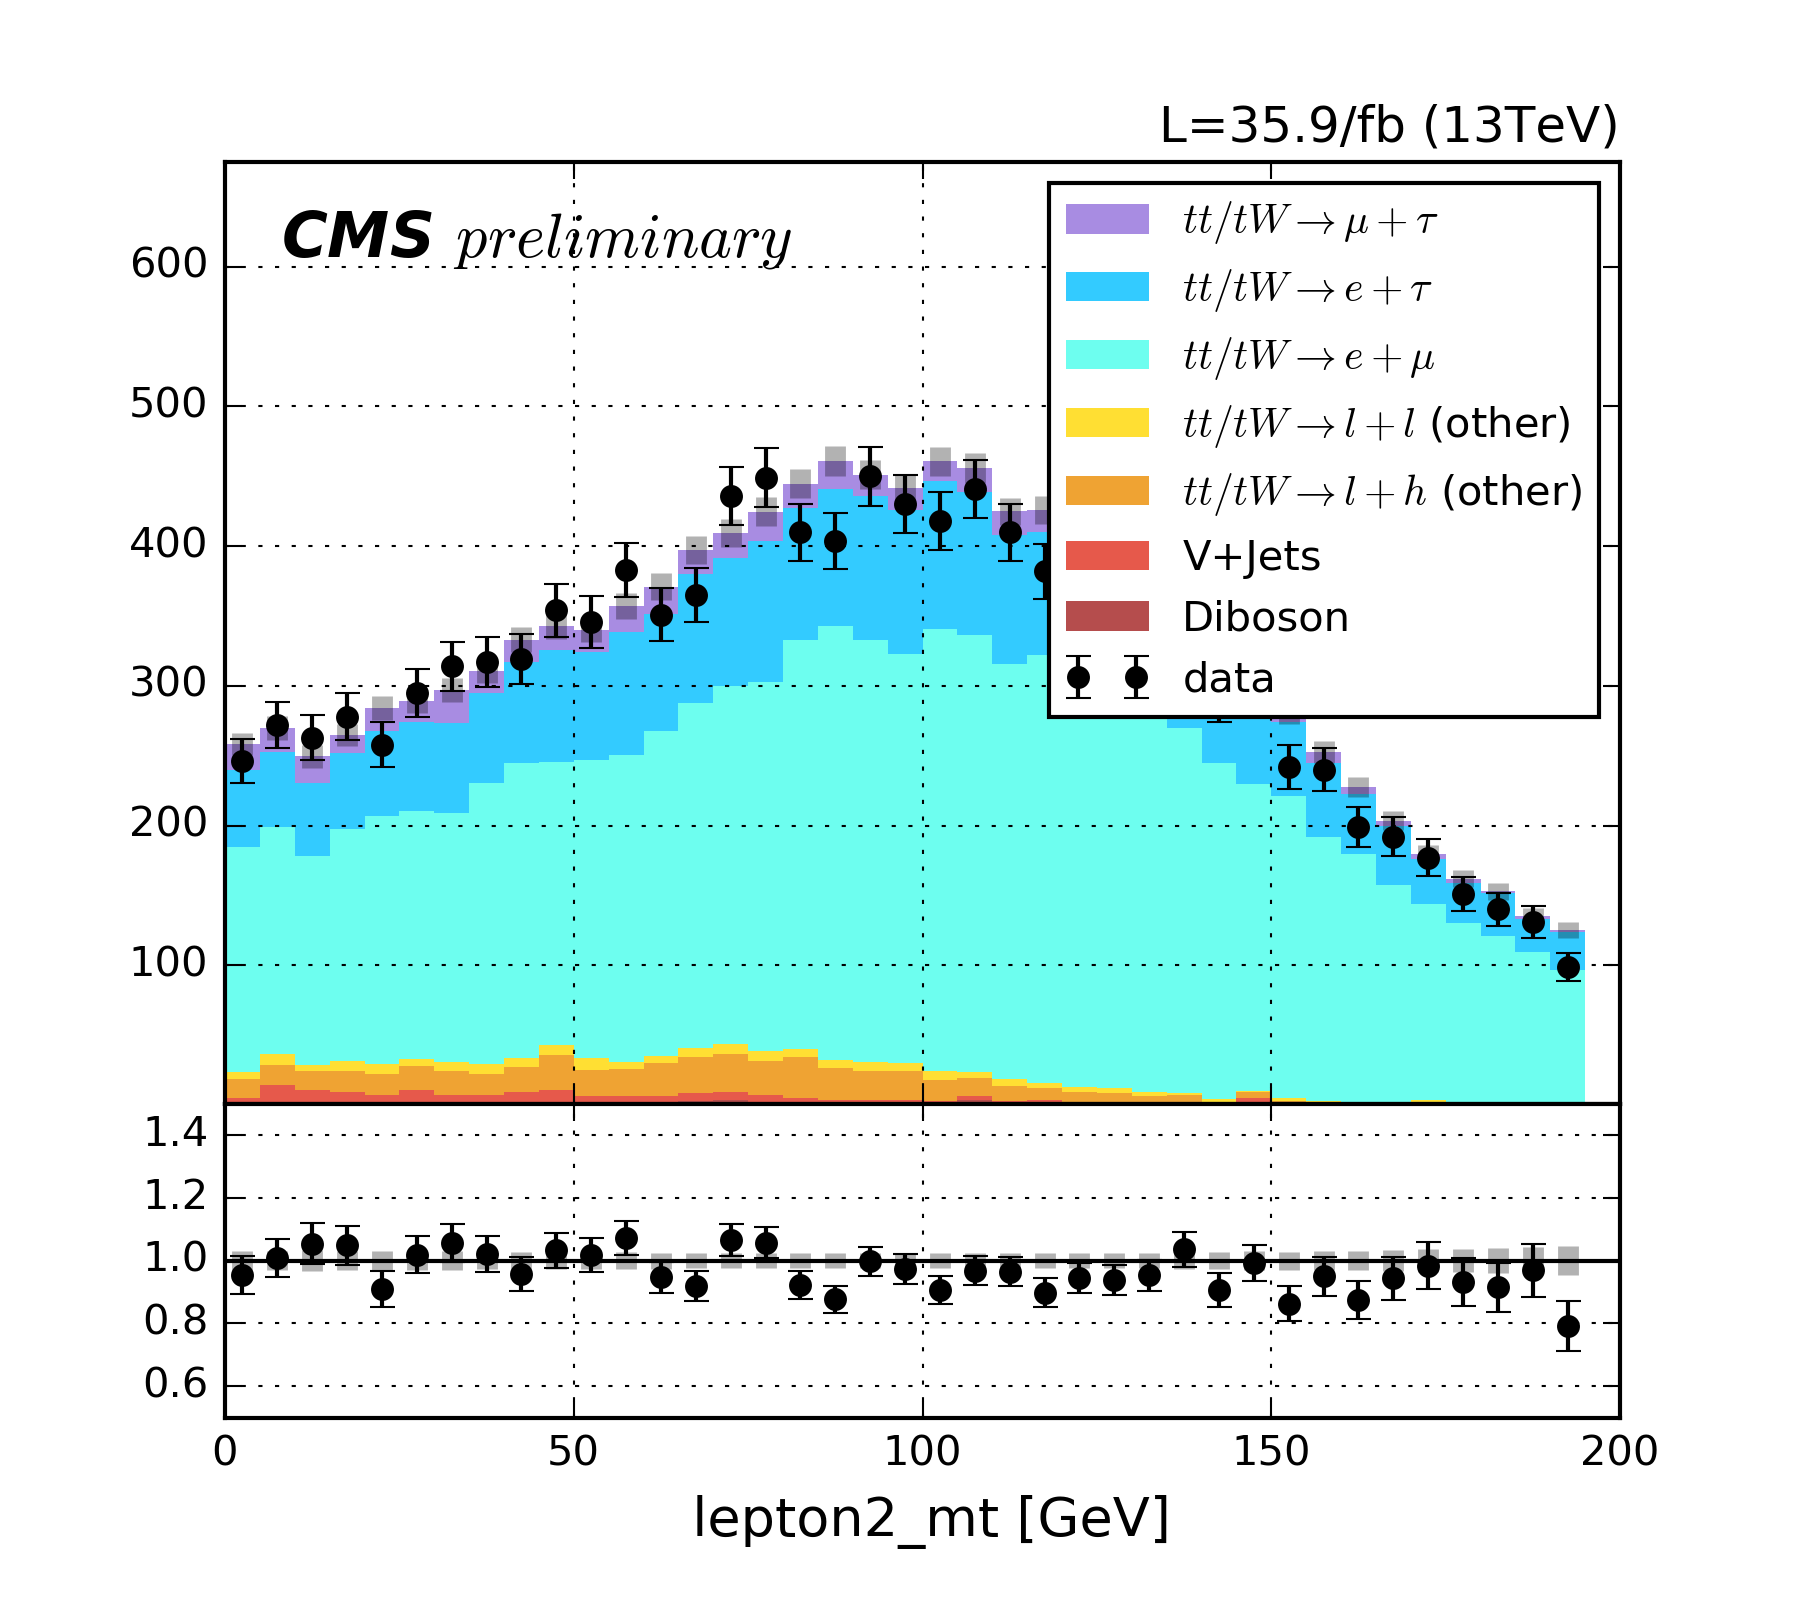 L=35.9/fb (13TeV)
CMS preliminary
tt/tW → μ + τ
tt/tW → e + τ
tt/tW → e + μ
tt/tW → l + l (other)
tt/tW → l + h (other)
V+Jets
Diboson
data
600
500
400
300
200
100
1.4
1.2
1.0
0.8
0.6
0 50 100 150 200
lepton2_mt [GeV]